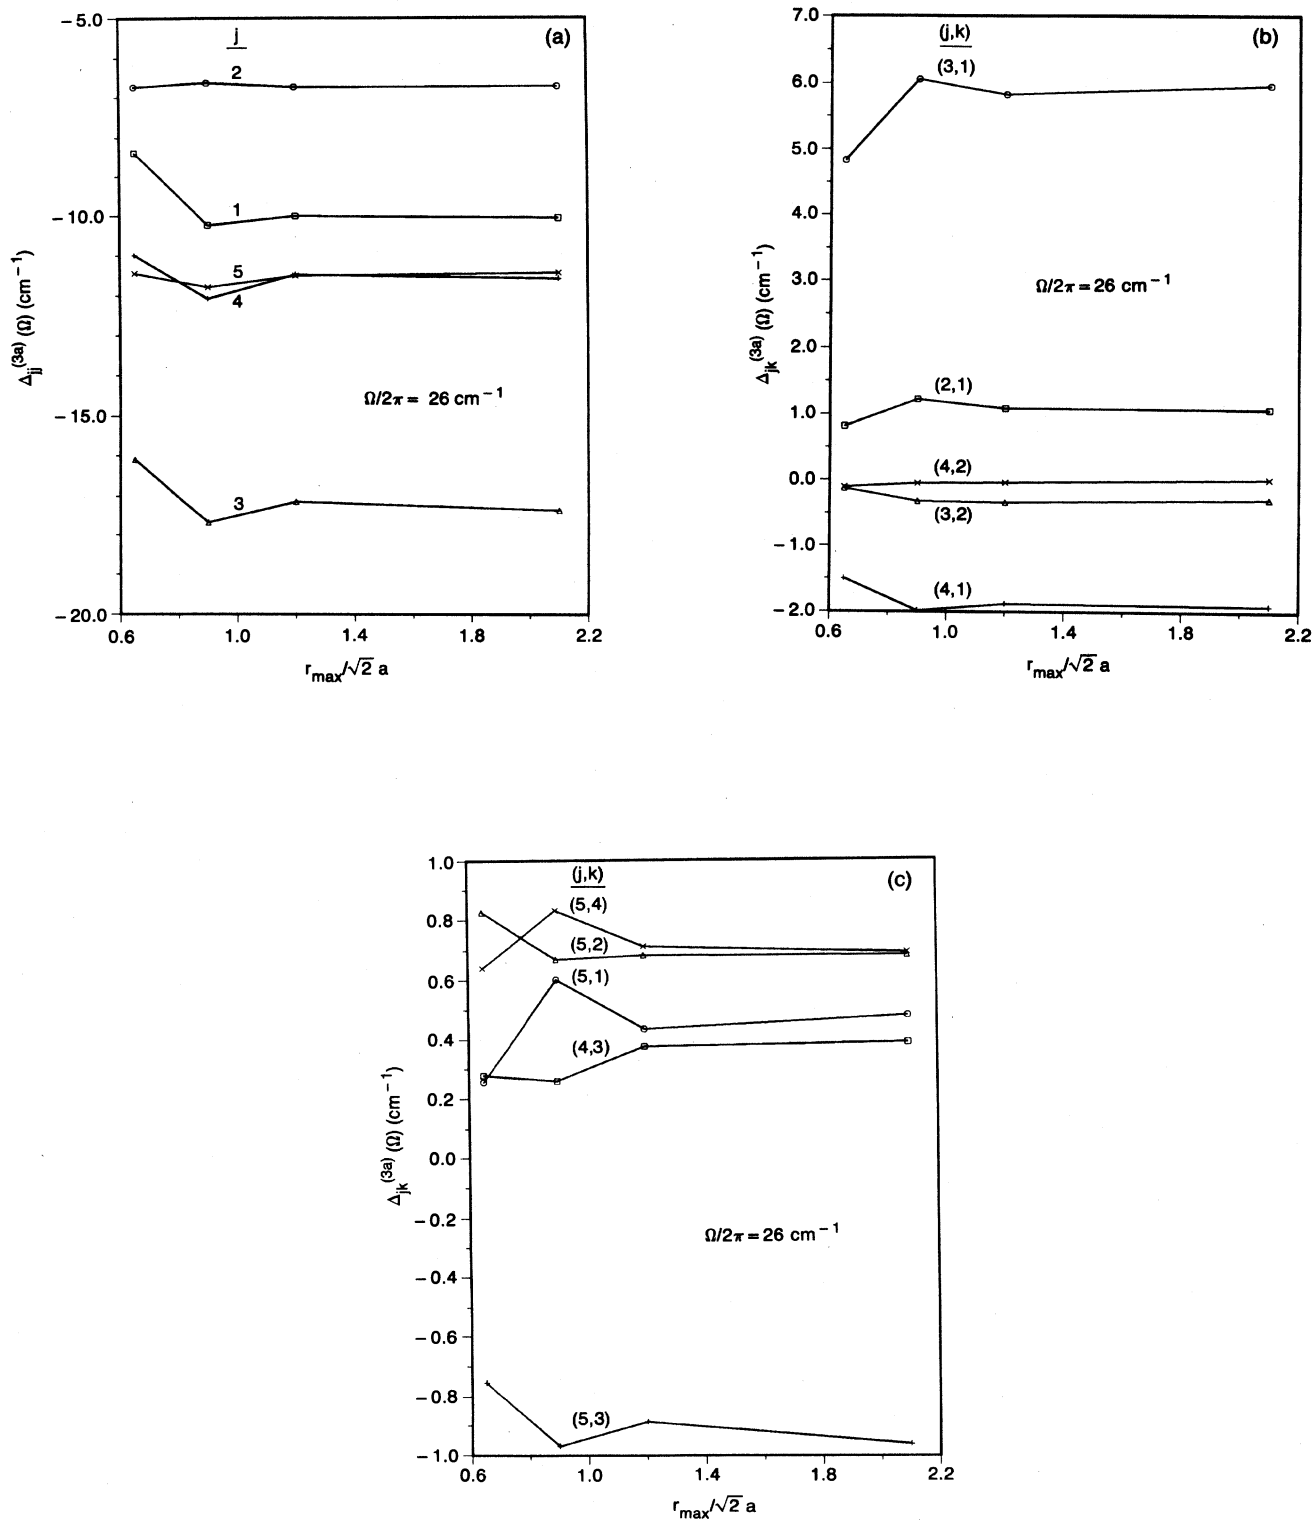 (a)
j
2
1
5
4
3
Ω/2π = 26 cm⁻¹
−5.0
−10.0
−15.0
−20.0
0.6 1.0 1.4 1.8 2.2
Δjj⁽³ᵃ⁾ (Ω) (cm⁻¹)
rmax/√2 a
(b)
(j,k)
(3,1)
Ω/2π = 26 cm⁻¹
(2,1)
(4,2)
(3,2)
(4,1)
7.0
6.0
5.0
4.0
3.0
2.0
1.0
0.0
−1.0
−2.0
0.6 1.0 1.4 1.8 2.2
Δjk⁽³ᵃ⁾ (Ω) (cm⁻¹)
rmax/√2 a
(c)
(j,k)
(5,4)
(5,2)
(5,1)
(4,3)
Ω/2π = 26 cm⁻¹
(5,3)
1.0
0.8
0.6
0.4
0.2
0.0
−0.2
−0.4
−0.6
−0.8
−1.0
0.6 1.0 1.4 1.8 2.2
Δjk⁽³ᵃ⁾ (Ω) (cm⁻¹)
rmax/√2 a